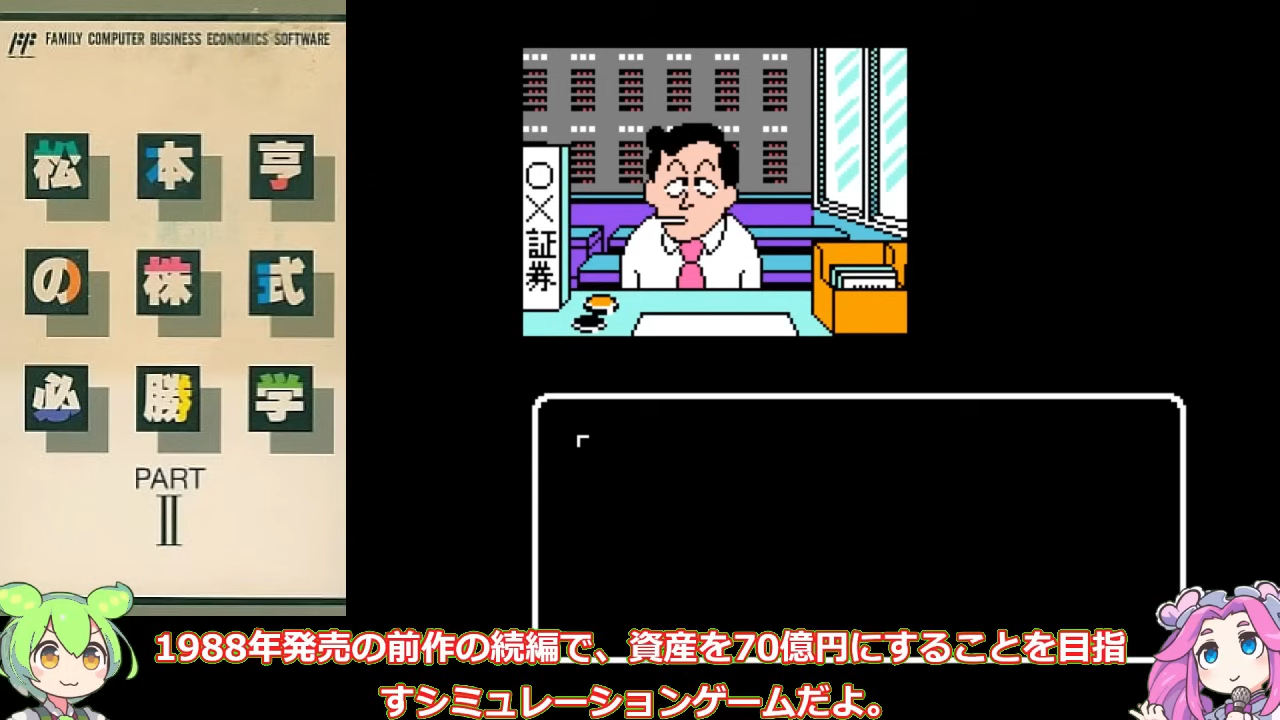 FAMILY COMPUTER BUSINESS ECONOMICS SOFTWARE
松本亨
の株式
必勝学
PART
II
○×証券
「
1988年発売の前作の続編で、資産を70億円にすることを目指
すシミュレーションゲームだよ。